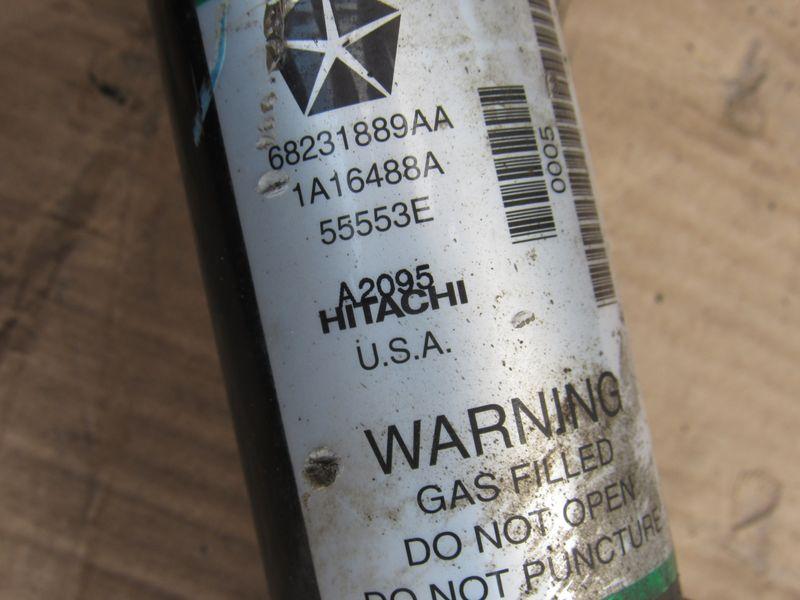 68231889AA
1A16488A
55553E
0005
A2095
HITACHI
U.S.A.
WARNING
GAS FILLED
DO NOT OPEN
DO NOT PUNCTURE